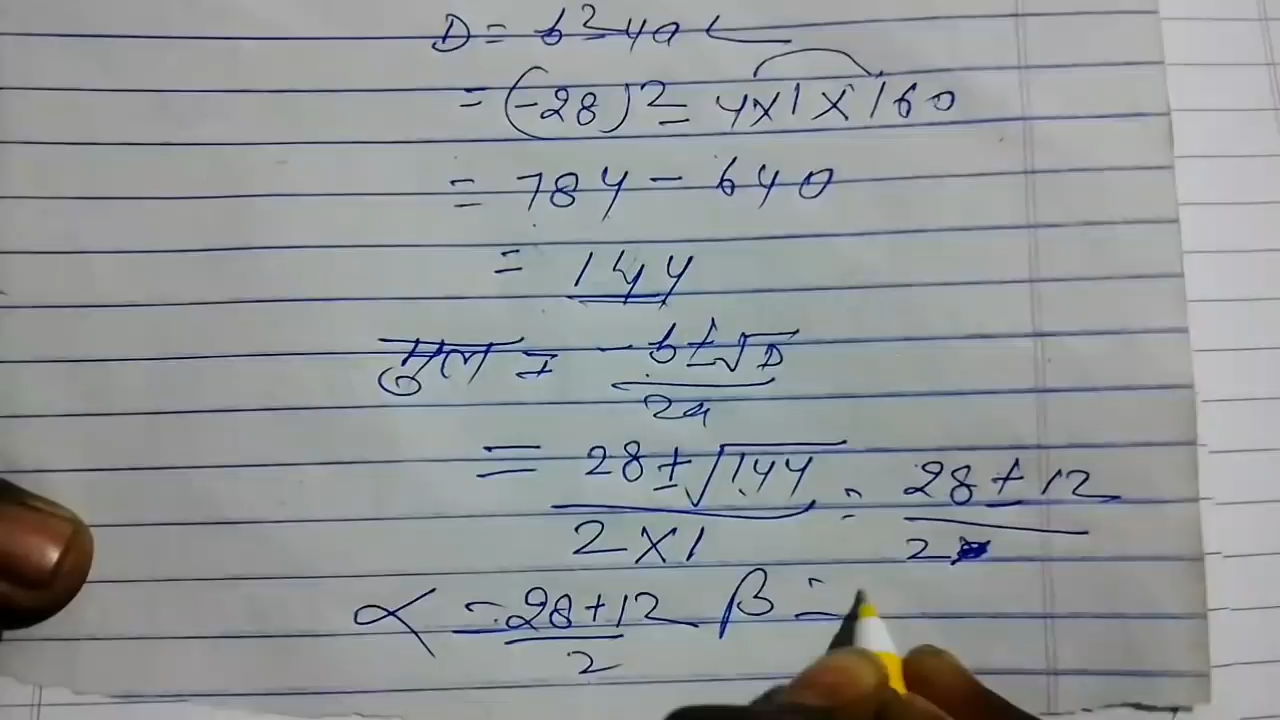 D = b² - 4ac
= (-28)² - 4×1×160
= 784 - 640
= 144
मुल = -b ± √D / 2a
= 28 ± √144 / 2×1 = 28 ± 12 / 2
α = 28 + 12 / 2 β =